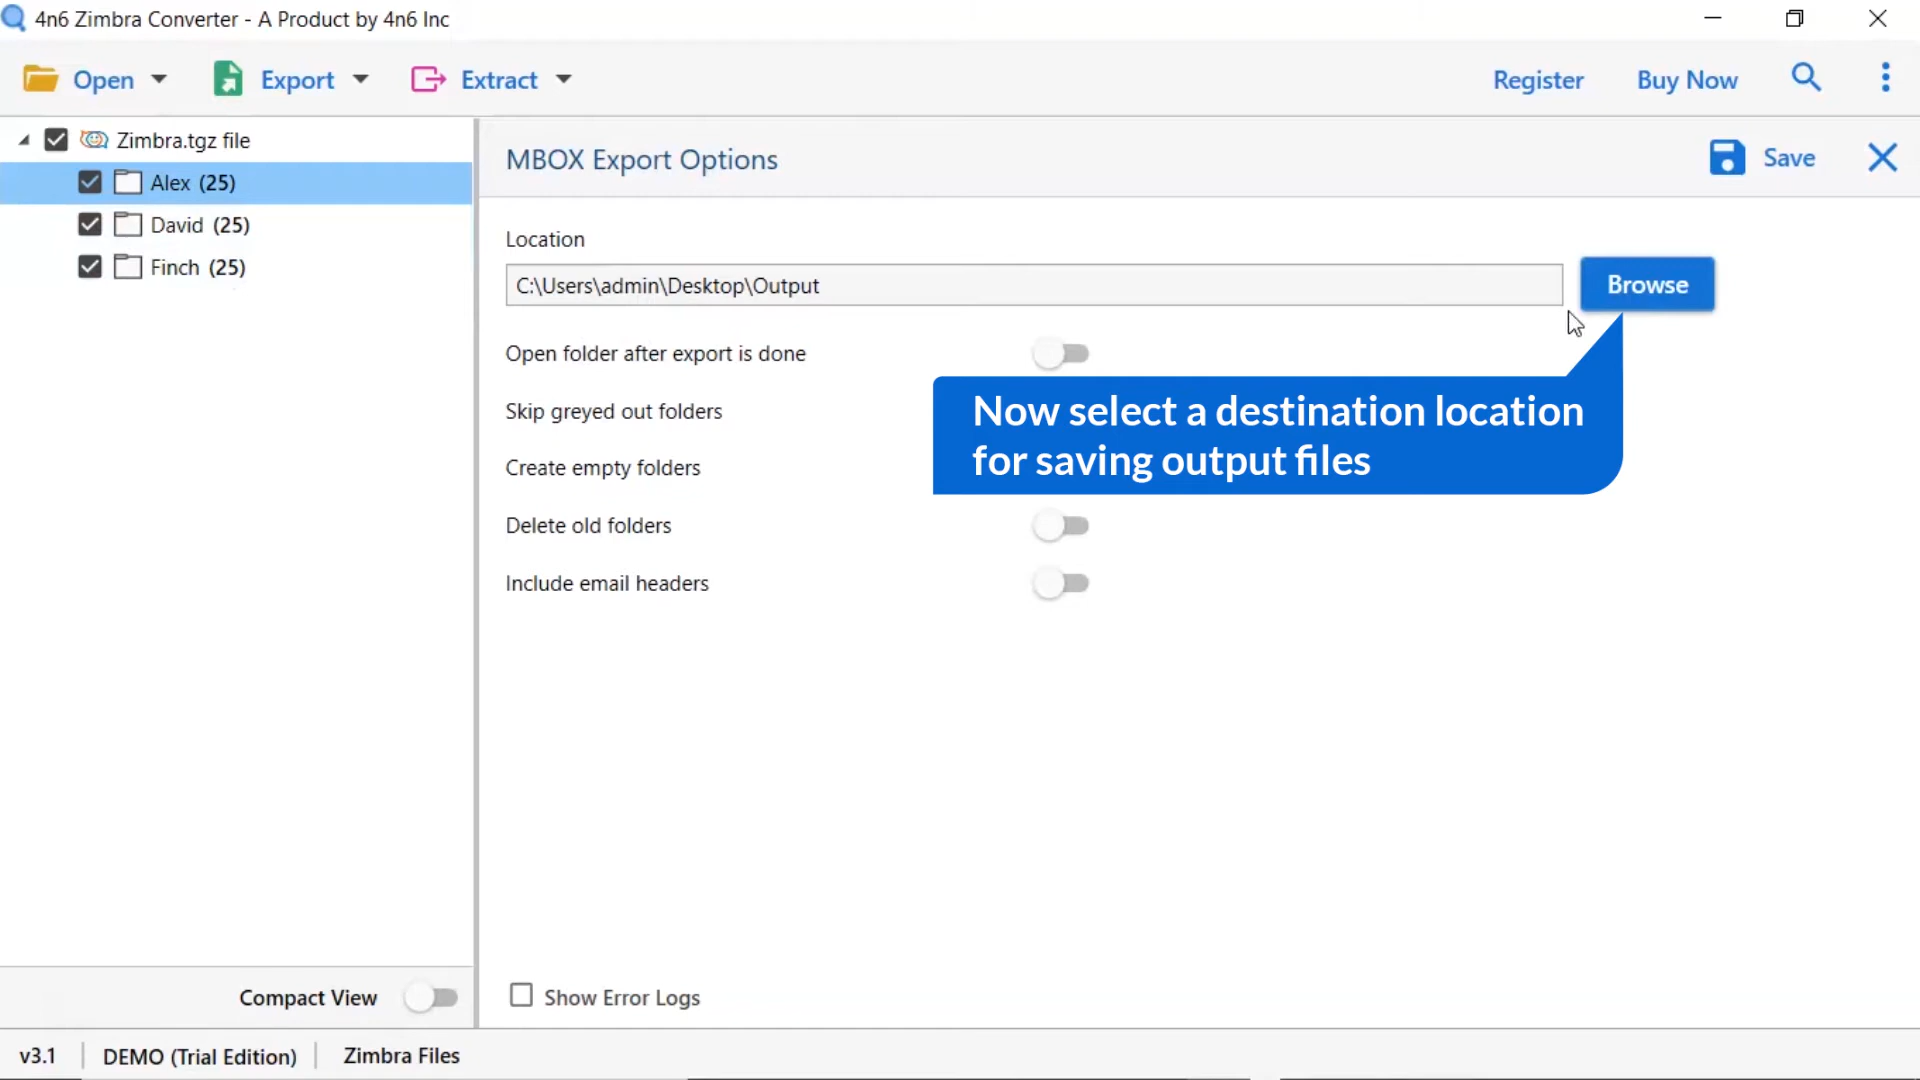 4n6 Zimbra Converter - A Product by 4n6 Inc
Open
Export
Extract
Register
Buy Now
Zimbra.tgz file
Alex (25)
David (25)
Finch (25)
MBOX Export Options
Save
Location
C:\Users\admin\Desktop\Output
Browse
Open folder after export is done
Skip greyed out folders
Create empty folders
Delete old folders
Include email headers
Now select a destination location
for saving output files
Compact View
Show Error Logs
v3.1
DEMO (Trial Edition)
Zimbra Files